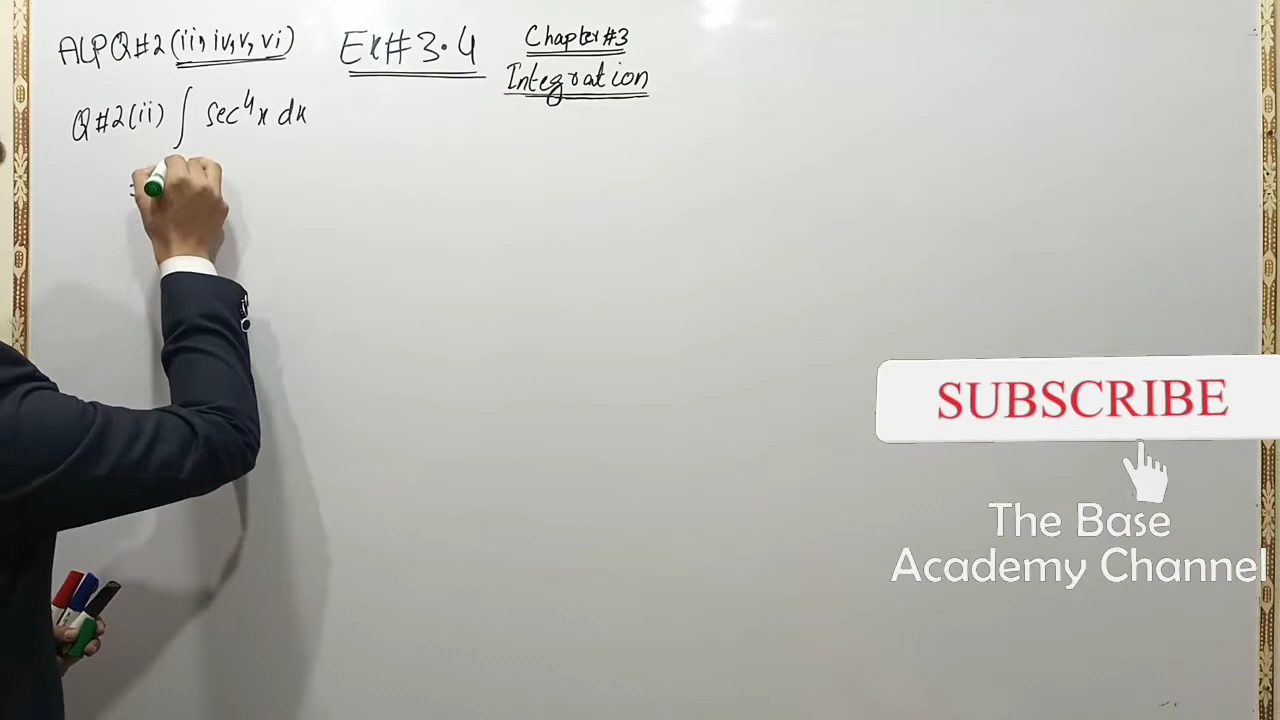 ALP Q#2 (ii, iv, v, vi)
Ex# 3.4
Chapter #3
Integration
Q#2(ii) ∫ sec⁴x dx
=
SUBSCRIBE
The Base
Academy Channel